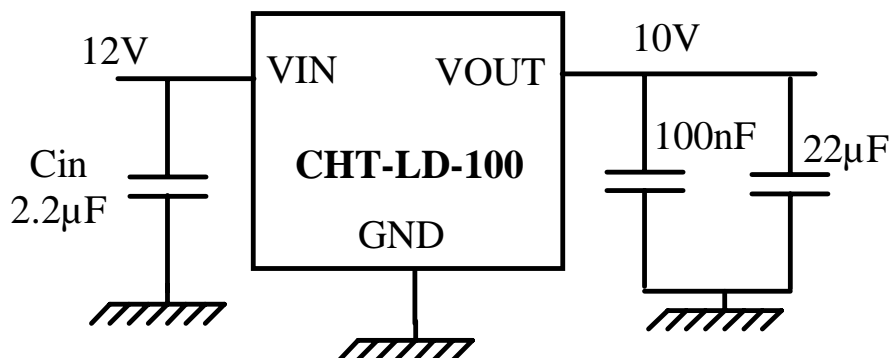 12V
VIN
VOUT
10V
Cin
2.2µF
CHT-LD-100
GND
100nF
22µF